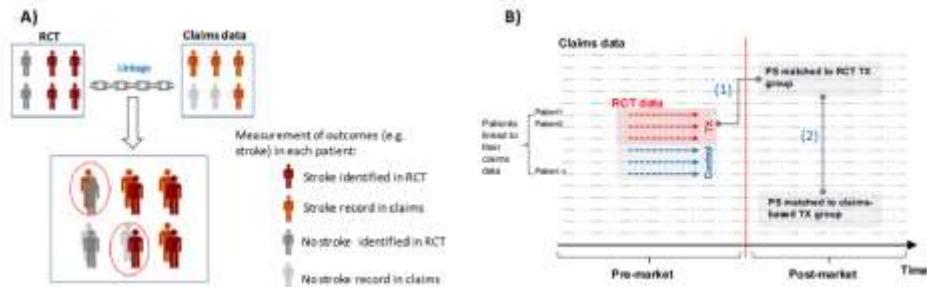 A)
RCT
Claims data
Linkage
Measurement of outcomes (e.g.
stroke) in each patient:
Stroke identified in RCT
Stroke record in claims
No stroke identified in RCT
No stroke record in claims
B)
Claims data
PS matched to RCT TX
group
(1)
RCT data
Patients
linked to
their
claims
data
Patient1
Patient2
TX
Control
(2)
PS matched to claims-
based TX group
Pre-market
Post-market
Time